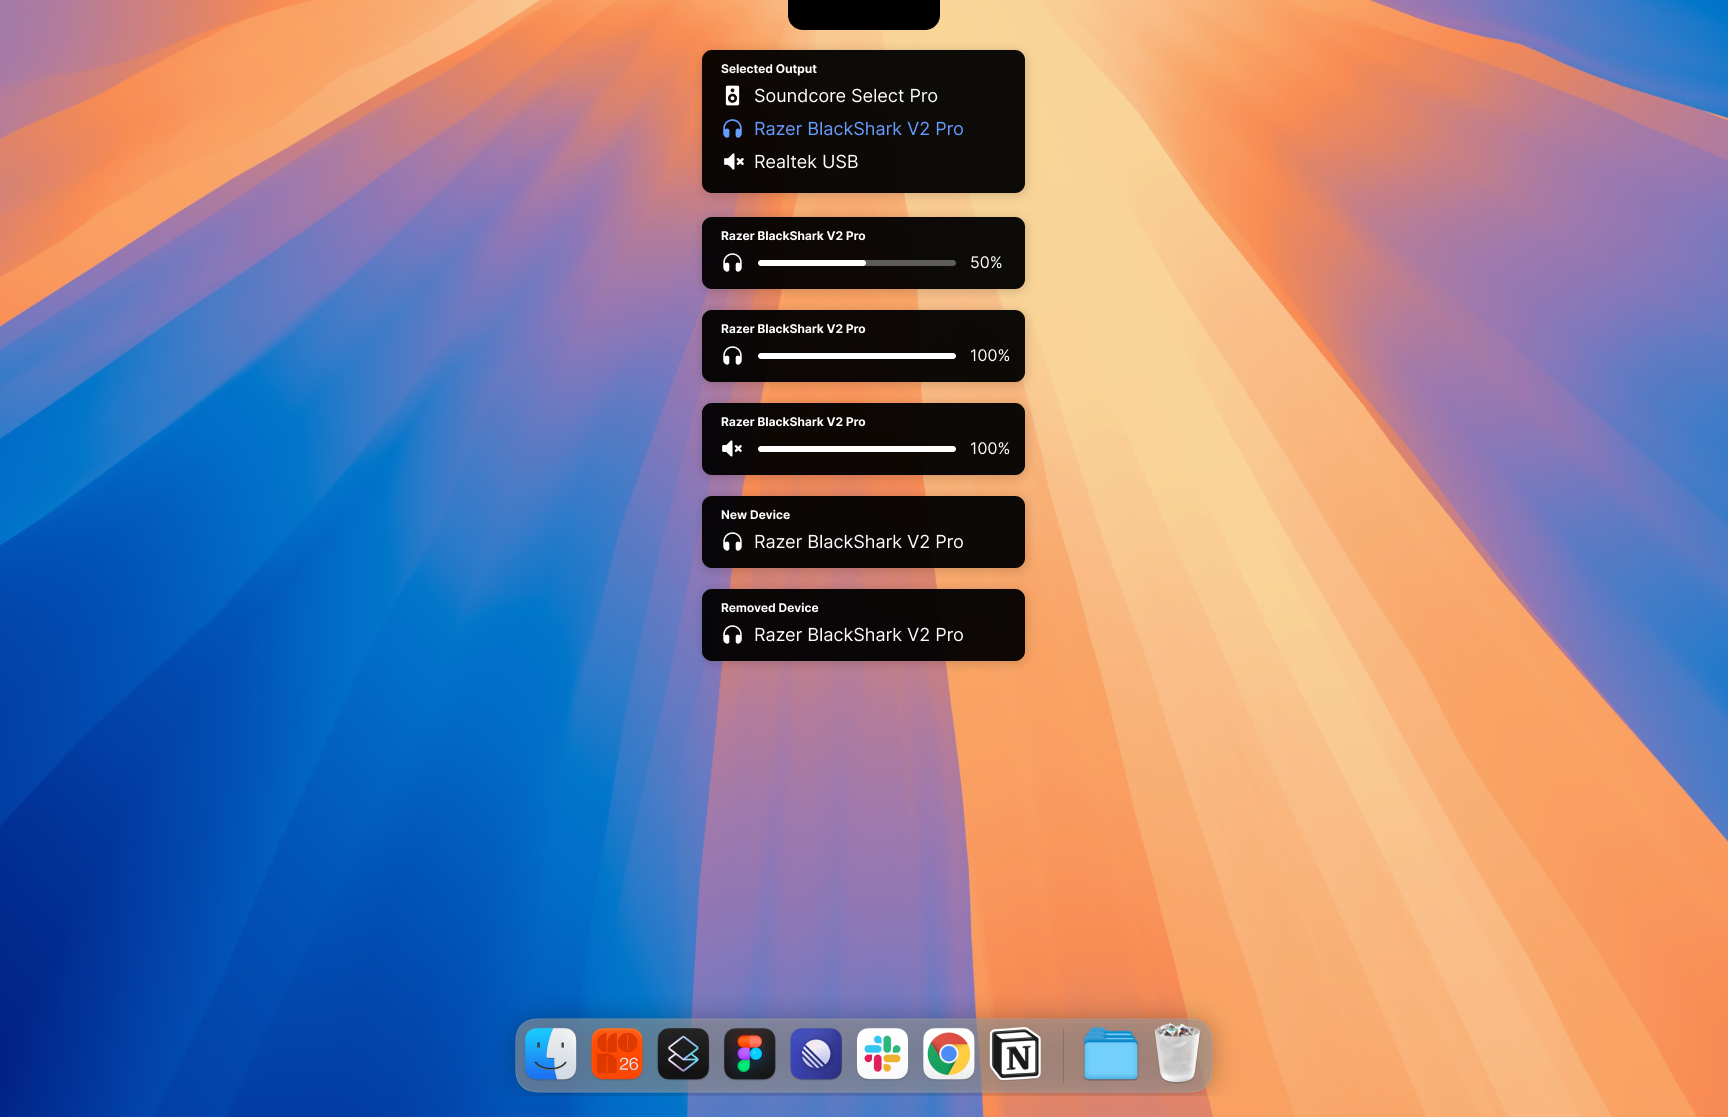 Selected Output
Soundcore Select Pro
Razer BlackShark V2 Pro
Realtek USB
Razer BlackShark V2 Pro
50%
Razer BlackShark V2 Pro
100%
Razer BlackShark V2 Pro
100%
New Device
Razer BlackShark V2 Pro
Removed Device
Razer BlackShark V2 Pro
26
N